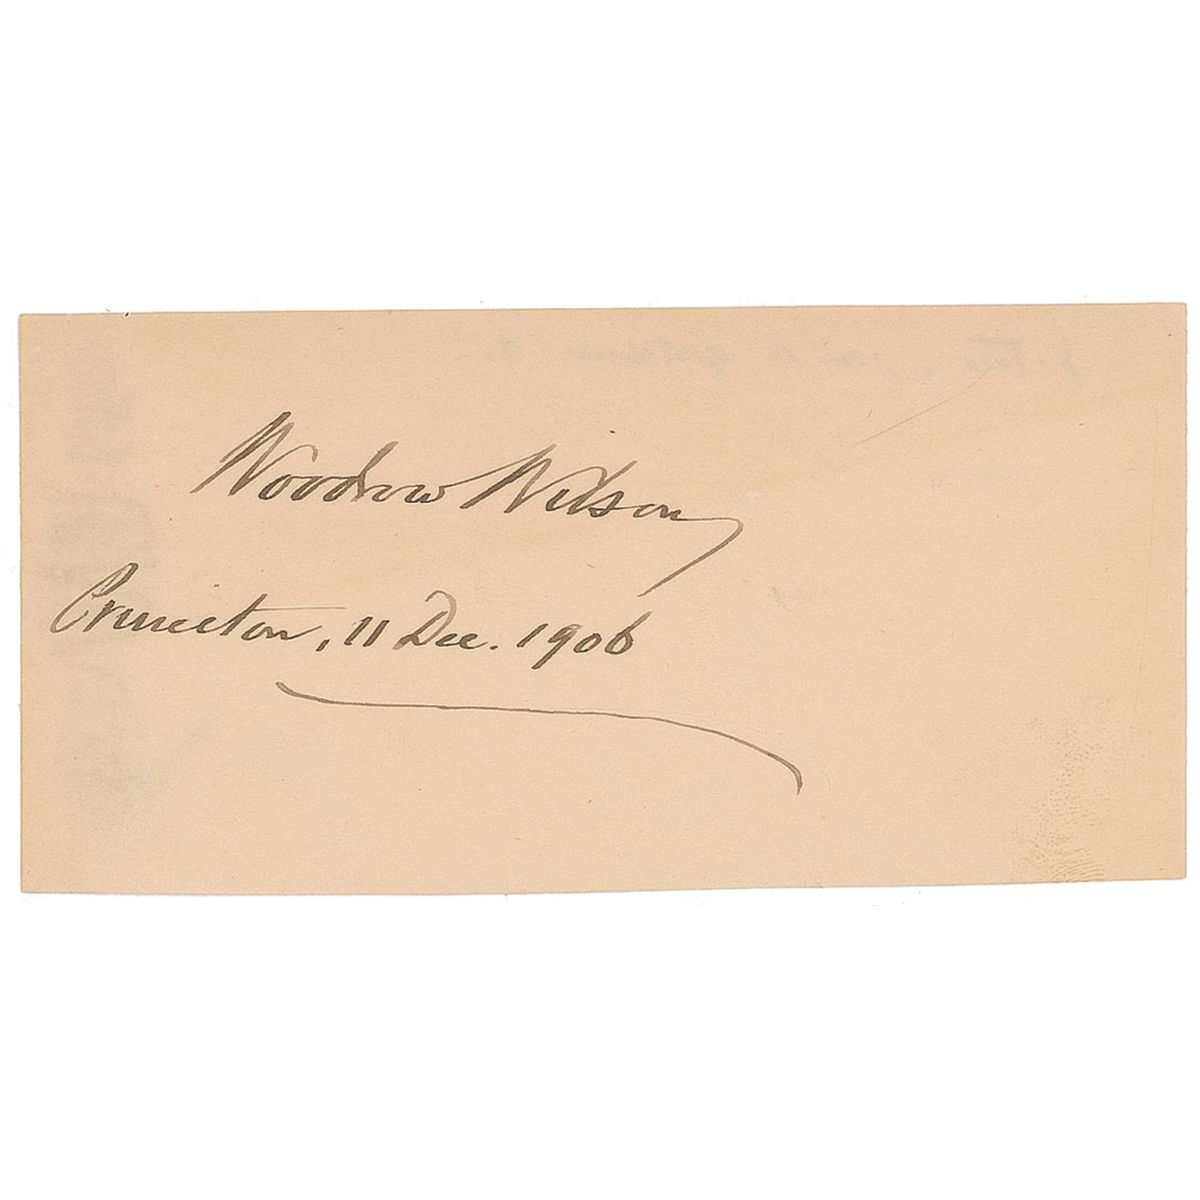 Woodrow Wilson
Princeton, 11 Dec. 1906